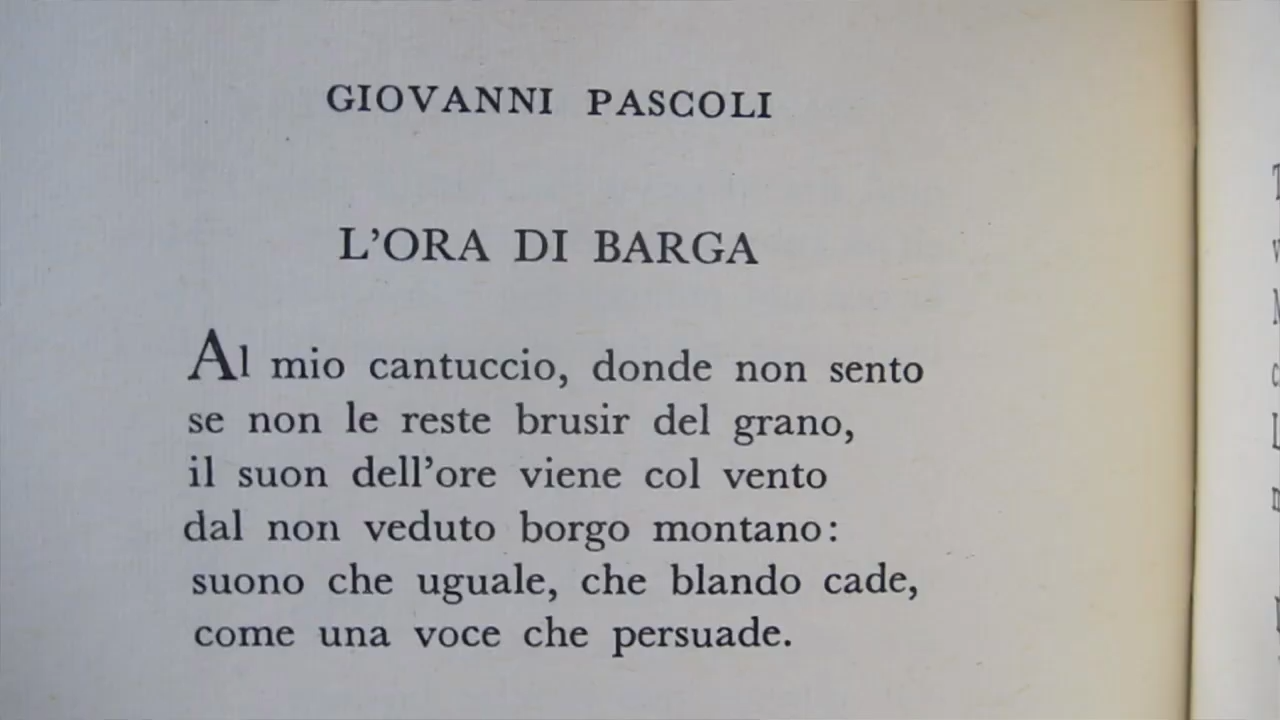 GIOVANNI PASCOLI
L'ORA DI BARGA
Al mio cantuccio, donde non sento
se non le reste brusir del grano,
il suon dell'ore viene col vento
dal non veduto borgo montano:
suono che uguale, che blando cade,
come una voce che persuade.